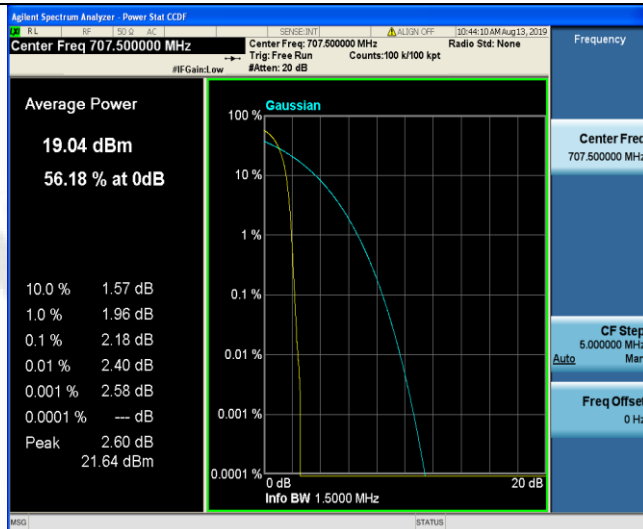 Agilent Spectrum Analyzer - Power Stat CCDF
RL RF 50 Ω AC SENSE:INT ALIGN OFF 10:44:10 AM Aug 13, 2019
Center Freq 707.500000 MHz
Center Freq: 707.500000 MHz Radio Std: None
Trig: Free Run Counts:100 k/100 kpt
#IFGain:Low #Atten: 20 dB
Frequency
Average Power
19.04 dBm
56.18 % at 0dB
10.0 % 1.57 dB
1.0 % 1.96 dB
0.1 % 2.18 dB
0.01 % 2.40 dB
0.001 % 2.58 dB
0.0001 % --- dB
Peak 2.60 dB
21.64 dBm
Gaussian
100 %
10 %
1 %
0.1 %
0.01 %
0.001 %
0.0001 %
0 dB 20 dB
Info BW 1.5000 MHz
Center Freq
707.500000 MHz
CF Step
5.000000 MHz
Auto Man
Freq Offset
0 Hz
MSG STATUS